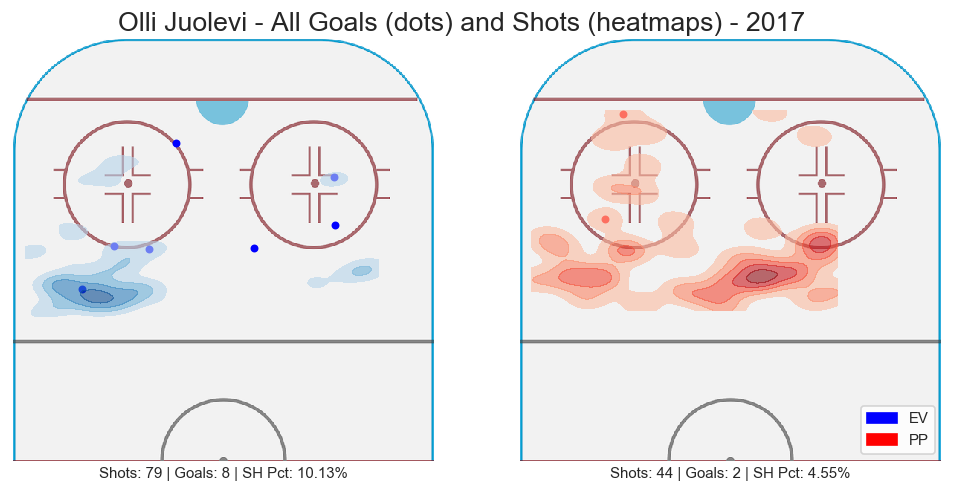 Olli Juolevi - All Goals (dots) and Shots (heatmaps) - 2017
EV
PP
Shots: 79 | Goals: 8 | SH Pct: 10.13%
Shots: 44 | Goals: 2 | SH Pct: 4.55%